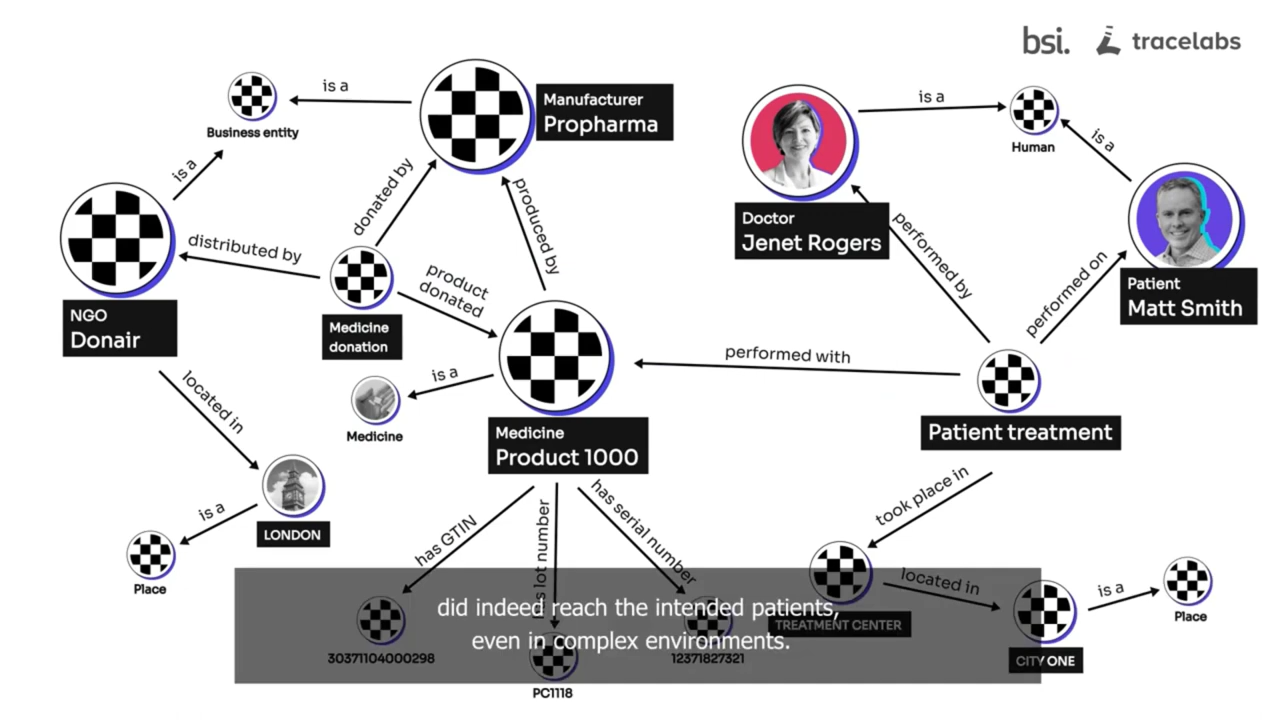 bsi. tracelabs
is a
Business entity
Manufacturer
Propharma
is a
Human
is a
is a
donated by
produced by
Doctor
Jenet Rogers
performed by
performed on
Patient
Matt Smith
distributed by
product
donated
NGO
Donair
Medicine
donation
performed with
is a
Medicine
Medicine
Product 1000
Patient treatment
located in
LONDON
is a
Place
has GTIN
lot number
has serial number
took place in
located in
is a
Place
TREATMENT CENTER
CITY ONE
30371104000298
PC1118
12371827321
did indeed reach the intended patients,
even in complex environments.